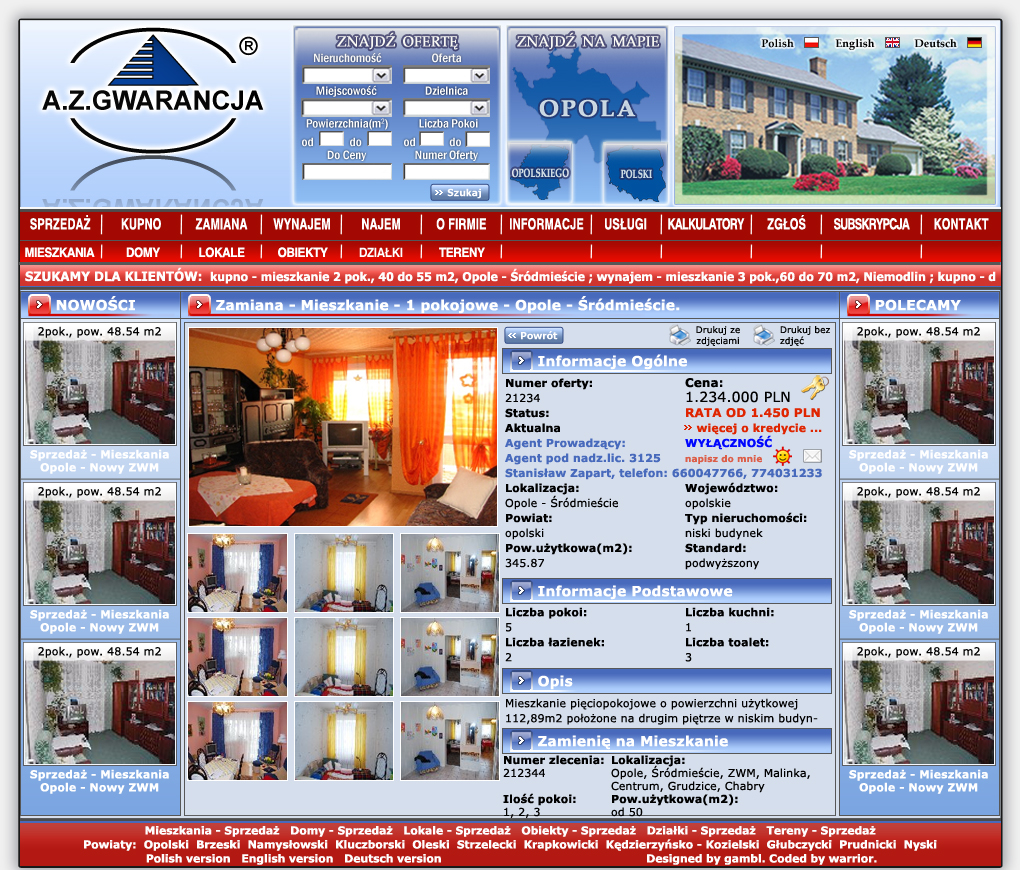 ®
A.Z.GWARANCJA
ZNAJDŹ OFERTĘ
Nieruchomość Oferta
Miejscowość Dzielnica
Powierzchnia(m²) Liczba Pokoi
od do od do
Do Ceny Numer Oferty
Szukaj
ZNAJDŹ NA MAPIE
OPOLA
OPOLSKIEGO POLSKI
Polish English Deutsch
SPRZEDAŻ KUPNO ZAMIANA WYNAJEM NAJEM O FIRMIE INFORMACJE USŁUGI KALKULATORY ZGŁOŚ SUBSKRYPCJA KONTAKT
MIESZKANIA DOMY LOKALE OBIEKTY DZIAŁKI TERENY
SZUKAMY DLA KLIENTÓW: kupno - mieszkanie 2 pok., 40 do 55 m2, Opole - Śródmieście ; wynajem - mieszkanie 3 pok.,60 do 70 m2, Niemodlin ; kupno - d
NOWOŚCI
2pok., pow. 48.54 m2
Sprzedaż - Mieszkania
Opole - Nowy ZWM
2pok., pow. 48.54 m2
Sprzedaż - Mieszkania
Opole - Nowy ZWM
2pok., pow. 48.54 m2
Sprzedaż - Mieszkania
Opole - Nowy ZWM
Zamiana - Mieszkanie - 1 pokojowe - Opole - Śródmieście.
Powrót
Drukuj ze
zdjęciami
Drukuj bez
zdjęć
Informacje Ogólne
Numer oferty: Cena:
21234 1.234.000 PLN
Status: RATA OD 1.450 PLN
Aktualna więcej o kredycie ...
Agent Prowadzący: WYŁĄCZNOŚĆ
Agent pod nadz.lic. 3125 napisz do mnie
Stanisław Zapart, telefon: 660047766, 774031233
Lokalizacja: Województwo:
Opole - Śródmieście opolskie
Powiat: Typ nieruchomości:
opolski niski budynek
Pow.użytkowa(m2): Standard:
345.87 podwyższony
Informacje Podstawowe
Liczba pokoi: Liczba kuchni:
5 1
Liczba łazienek: Liczba toalet:
2 3
Opis
Mieszkanie pięciopokojowe o powierzchni użytkowej
112,89m2 położone na drugim piętrze w niskim budyn-
Zamienię na Mieszkanie
Numer zlecenia: Lokalizacja:
212344 Opole, Śródmieście, ZWM, Malinka,
Centrum, Grudzice, Chabry
Ilość pokoi: Pow.użytkowa(m2):
1, 2, 3 od 50
POLECAMY
2pok., pow. 48.54 m2
Sprzedaż - Mieszkania
Opole - Nowy ZWM
2pok., pow. 48.54 m2
Sprzedaż - Mieszkania
Opole - Nowy ZWM
2pok., pow. 48.54 m2
Sprzedaż - Mieszkania
Opole - Nowy ZWM
Mieszkania - Sprzedaż Domy - Sprzedaż Lokale - Sprzedaż Obiekty - Sprzedaż Działki - Sprzedaż Tereny - Sprzedaż
Powiaty: Opolski Brzeski Namysłowski Kluczborski Oleski Strzelecki Krapkowicki Kędzierzyńsko - Kozielski Głubczycki Prudnicki Nyski
Polish version English version Deutsch version Designed by gambl. Coded by warrior.